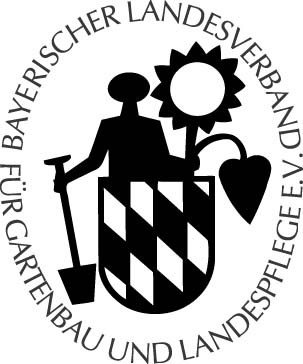 BAYERISCHER LANDESVERBAND
FÜR GARTENBAU UND LANDESPFLEGE E.V.